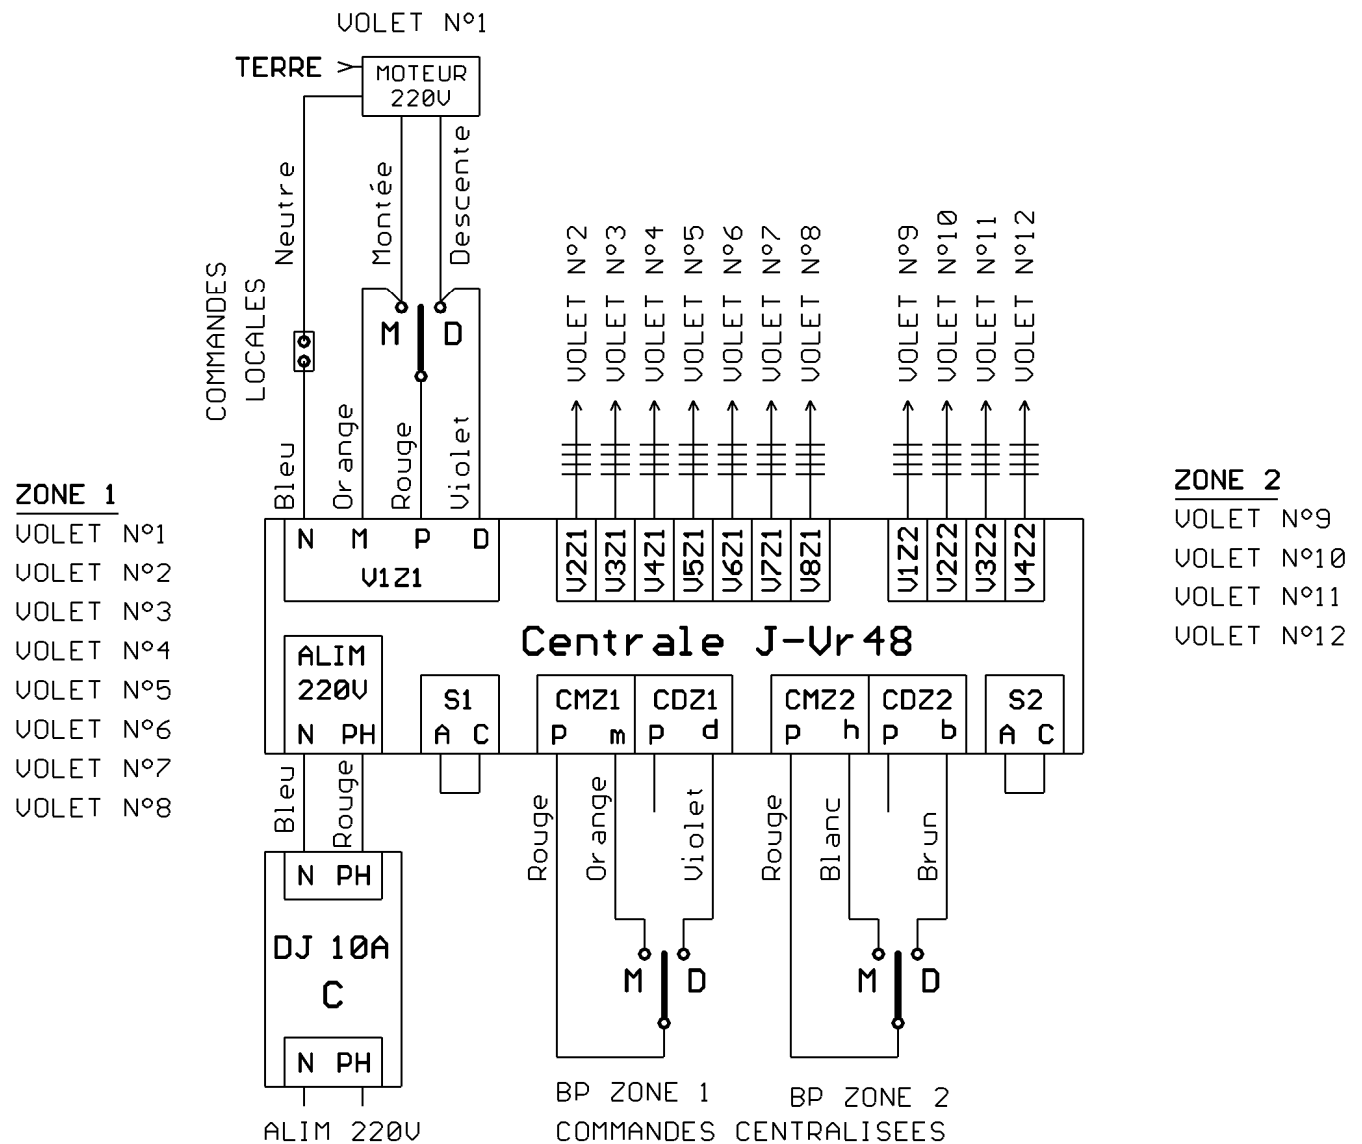 VOLET N°1
TERRE
MOTEUR
220V
Neutre
Montée
Descente
COMMANDES
LOCALES
M D
Bleu
Orange
Rouge
Violet
VOLET N°2
VOLET N°3
VOLET N°4
VOLET N°5
VOLET N°6
VOLET N°7
VOLET N°8
VOLET N°9
VOLET N°10
VOLET N°11
VOLET N°12
ZONE 1
VOLET N°1
VOLET N°2
VOLET N°3
VOLET N°4
VOLET N°5
VOLET N°6
VOLET N°7
VOLET N°8
ZONE 2
VOLET N°9
VOLET N°10
VOLET N°11
VOLET N°12
N M P D
V1Z1
V2Z1
V3Z1
V4Z1
V5Z1
V6Z1
V7Z1
V8Z1
V1Z2
V2Z2
V3Z2
V4Z2
Centrale J-Vr48
ALIM
220V
N PH
S1
A C
CMZ1
P m
CDZ1
P d
CMZ2
P h
CDZ2
P b
S2
A C
Bleu
Rouge
Rouge
Orange
Violet
Rouge
Blanc
Brun
N PH
DJ 10A
C
N PH
ALIM 220V
M D
M D
BP ZONE 1
BP ZONE 2
COMMANDES CENTRALISEES